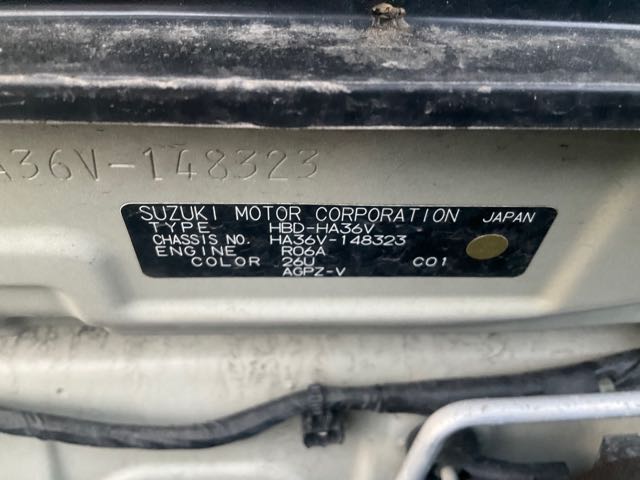 A36V-148323
SUZUKI MOTOR CORPORATION JAPAN
TYPE HBD-HA36V
CHASSIS NO. HA36V-148323
ENGINE R06A
COLOR 26U C01
AGPZ-V